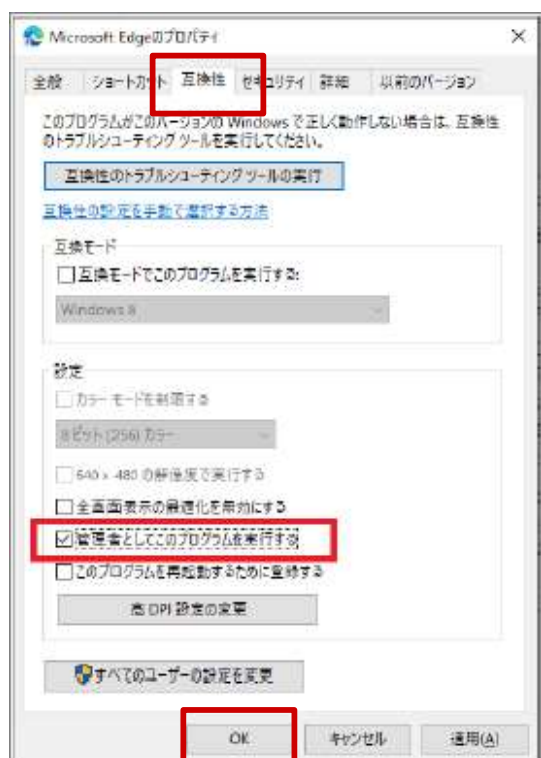 Microsoft Edgeのプロパティ
全般 ショートカット 互換性 セキュリティ 詳細 以前のバージョン
このプログラムがこのバージョンの Windows で正しく動作しない場合は、互換性
のトラブルシューティング ツールを実行してください。
互換性のトラブルシューティング ツールの実行
互換性の設定を手動で選択する方法
互換モード
互換モードでこのプログラムを実行する:
Windows 8
設定
カラー モードを制限する
8 ビット (256) カラー
640 x 480 の解像度で実行する
全画面表示の最適化を無効にする
管理者としてこのプログラムを実行する
このプログラムを再起動するために登録する
高 DPI 設定の変更
すべてのユーザーの設定を変更
OK キャンセル 適用(A)